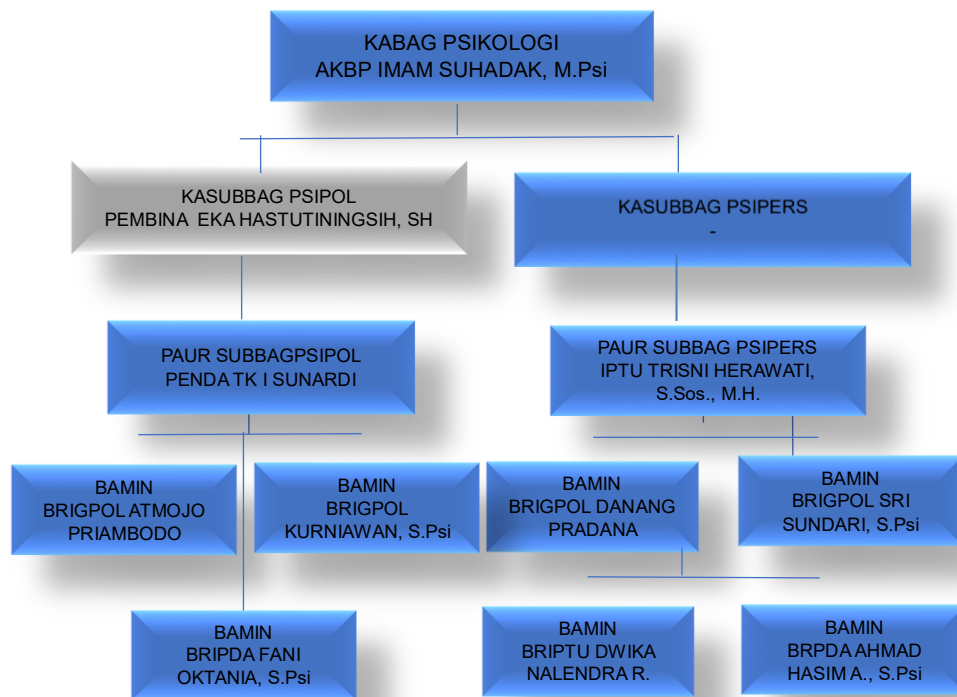 KABAG PSIKOLOGI
AKBP IMAM SUHADAK, M.Psi
KASUBBAG PSIPOL
PEMBINA EKA HASTUTININGSIH, SH
KASUBBAG PSIPERS
-
PAUR SUBBAGPSIPOL
PENDA TK I SUNARDI
PAUR SUBBAG PSIPERS
IPTU TRISNI HERAWATI,
S.Sos., M.H.
BAMIN
BRIGPOL ATMOJO
PRIAMBODO
BAMIN
BRIGPOL
KURNIAWAN, S.Psi
BAMIN
BRIGPOL DANANG
PRADANA
BAMIN
BRIGPOL SRI
SUNDARI, S.Psi
BAMIN
BRIPDA FANI
OKTANIA, S.Psi
BAMIN
BRIPTU DWIKA
NALENDRA R.
BAMIN
BRPDA AHMAD
HASIM A., S.Psi